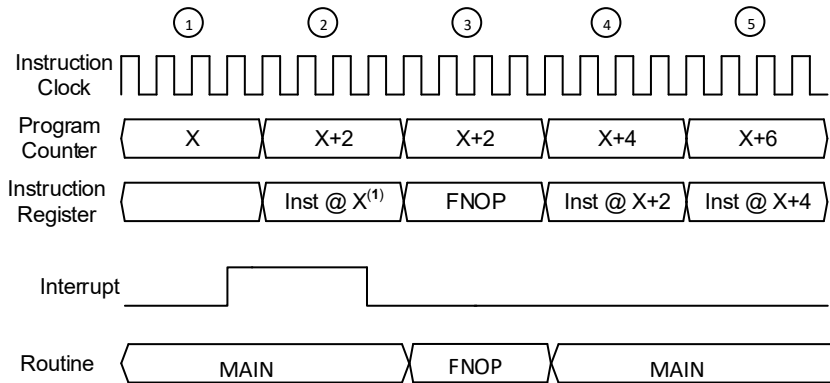 1 2 3 4 5
Instruction
Clock
Program
Counter
X X+2 X+2 X+4 X+6
Instruction
Register
Inst @ X(1) FNOP Inst @ X+2 Inst @ X+4
Interrupt
Routine MAIN FNOP MAIN